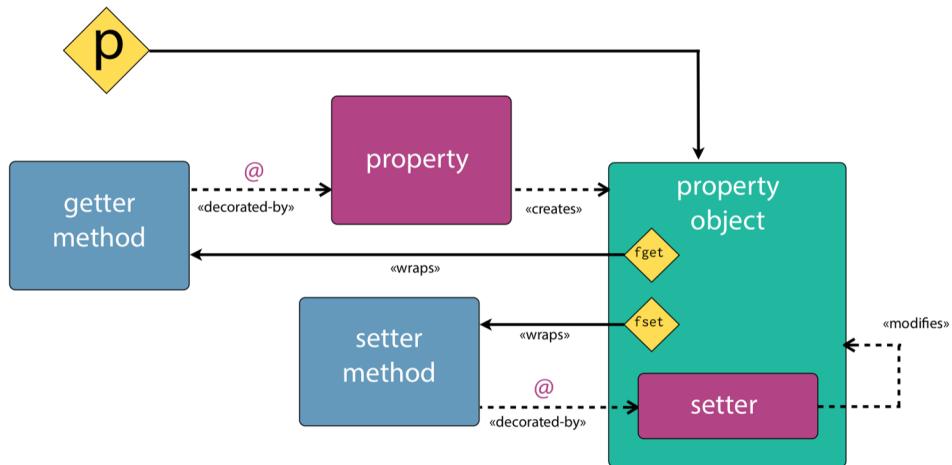 p
property
@
«decorated-by»
«creates»
getter
method
property
object
fget
«wraps»
fset
«wraps»
setter
method
«modifies»
@
«decorated-by»
setter